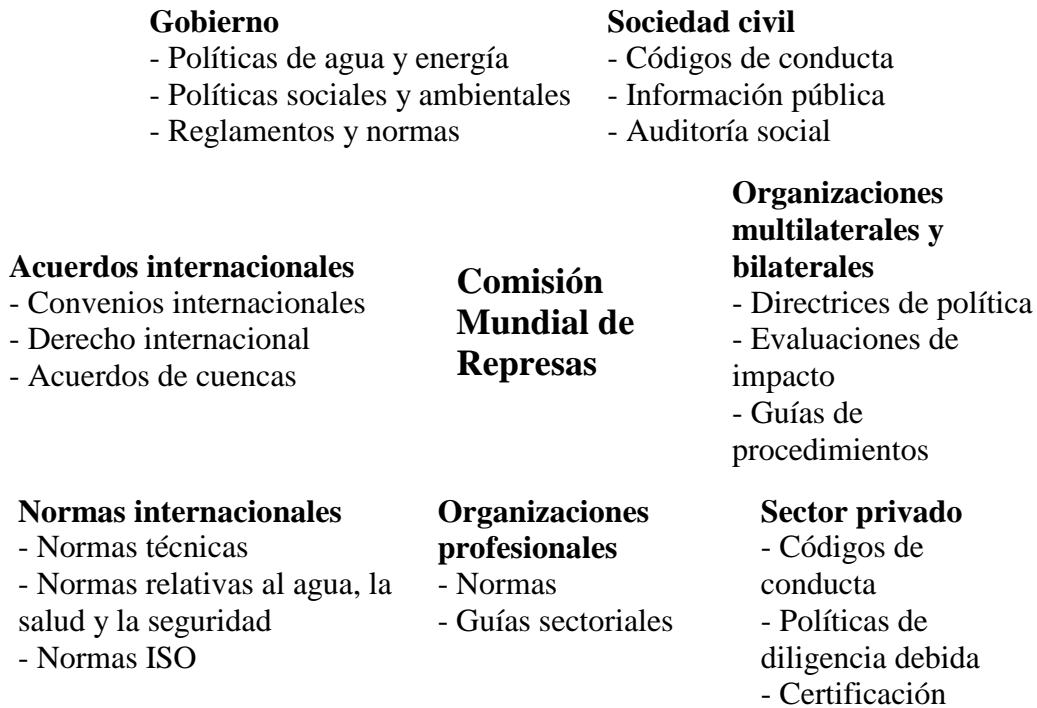 Gobierno
- Políticas de agua y energía
- Políticas sociales y ambientales
- Reglamentos y normas
Sociedad civil
- Códigos de conducta
- Información pública
- Auditoría social
Acuerdos internacionales
- Convenios internacionales
- Derecho internacional
- Acuerdos de cuencas
Comisión
Mundial de
Represas
Organizaciones
multilaterales y
bilaterales
- Directrices de política
- Evaluaciones de
impacto
- Guías de
procedimientos
Normas internacionales
- Normas técnicas
- Normas relativas al agua, la
salud y la seguridad
- Normas ISO
Organizaciones
profesionales
- Normas
- Guías sectoriales
Sector privado
- Códigos de
conducta
- Políticas de
diligencia debida
- Certificación